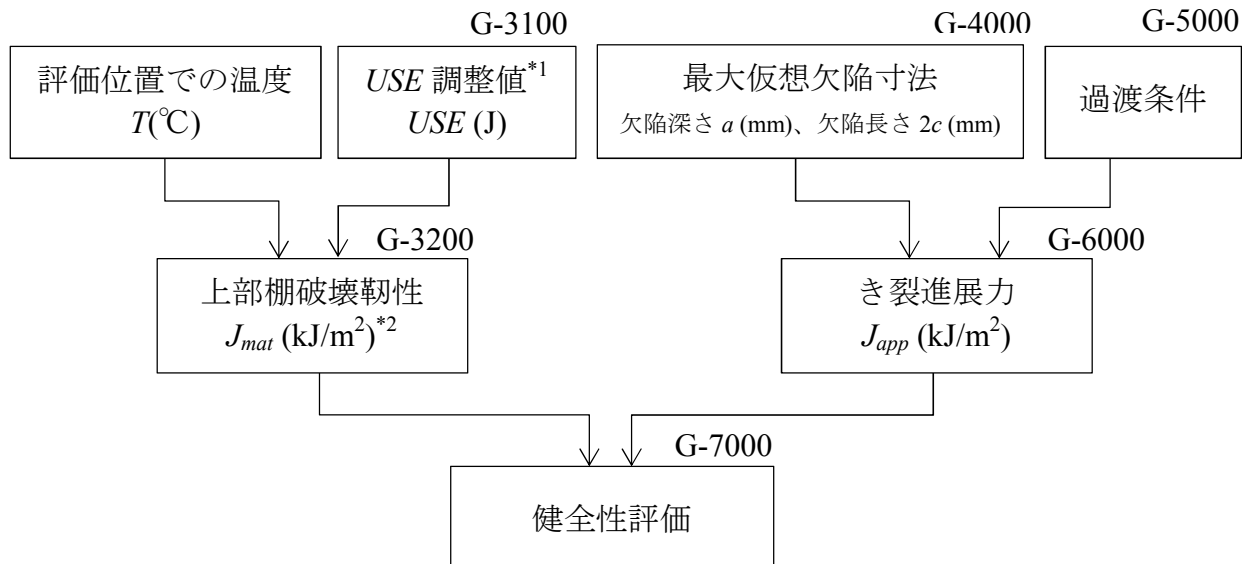 G-3100
G-4000
G-5000
評価位置での温度
T(℃)
USE 調整値*1
USE (J)
最大仮想欠陥寸法
欠陥深さ a (mm)、欠陥長さ 2c (mm)
過渡条件
G-3200
G-6000
上部棚破壊靭性
Jmat (kJ/m2)*2
き裂進展力
Japp (kJ/m2)
G-7000
健全性評価